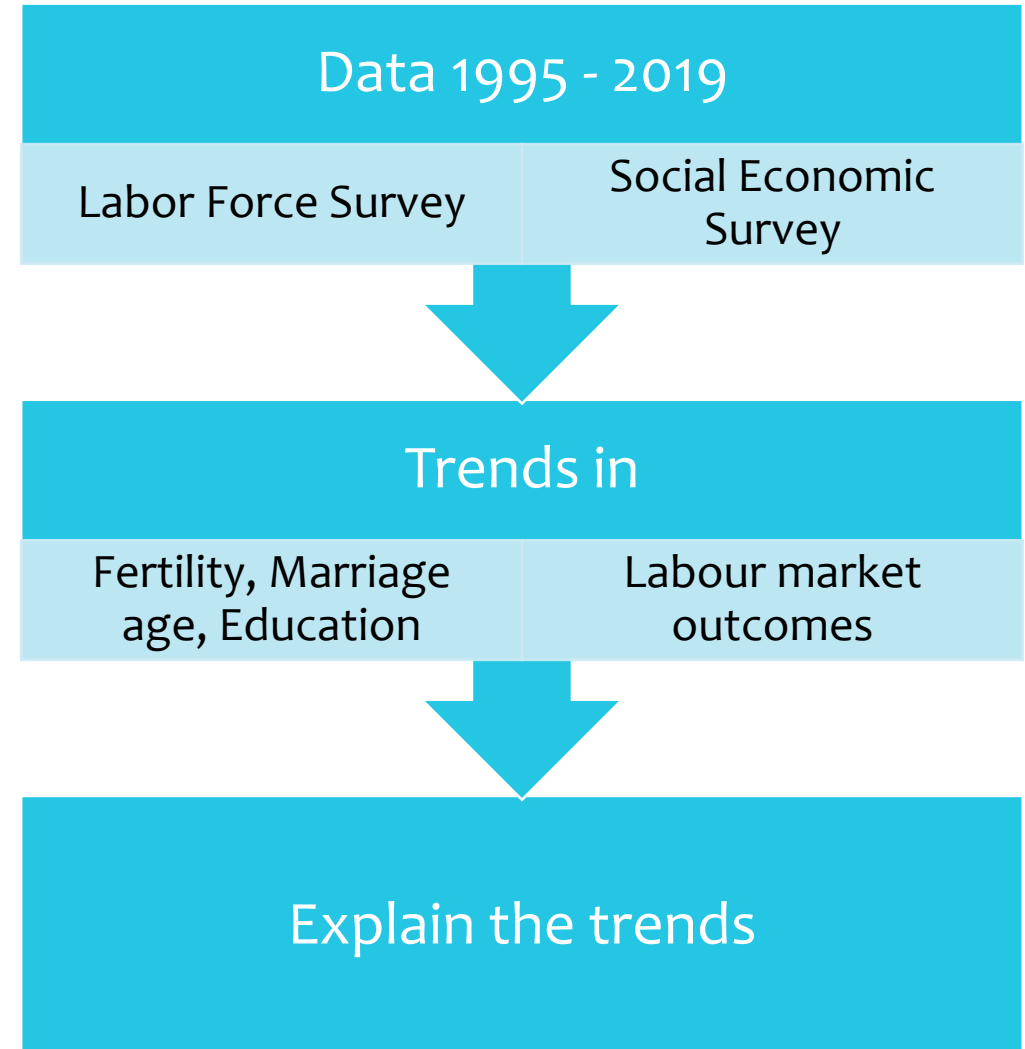 Data 1995 - 2019
Labor Force Survey
Social Economic
Survey
Trends in
Fertility, Marriage
age, Education
Labour market
outcomes
Explain the trends